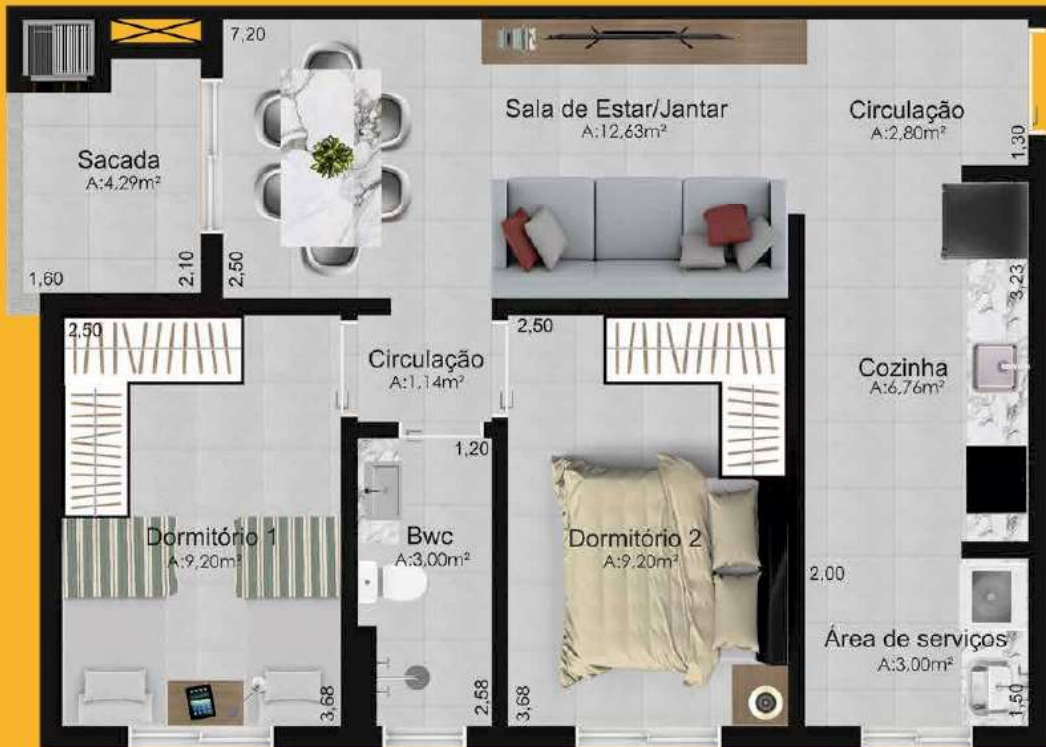 7,20
Sala de Estar/Jantar
A:12,63m²
Circulação
A:2,80m²
1,30
Sacada
A:4,29m²
1,60
2,10
2,50
3,23
2,50
Circulação
A:1,14m²
2,50
Cozinha
A:6,76m²
1,20
Dormitório 1
A:9,20m²
Bwc
A:3,00m²
Dormitório 2
A:9,20m²
2,00
Área de serviços
A:3,00m²
3,68
2,58
3,68
1,50